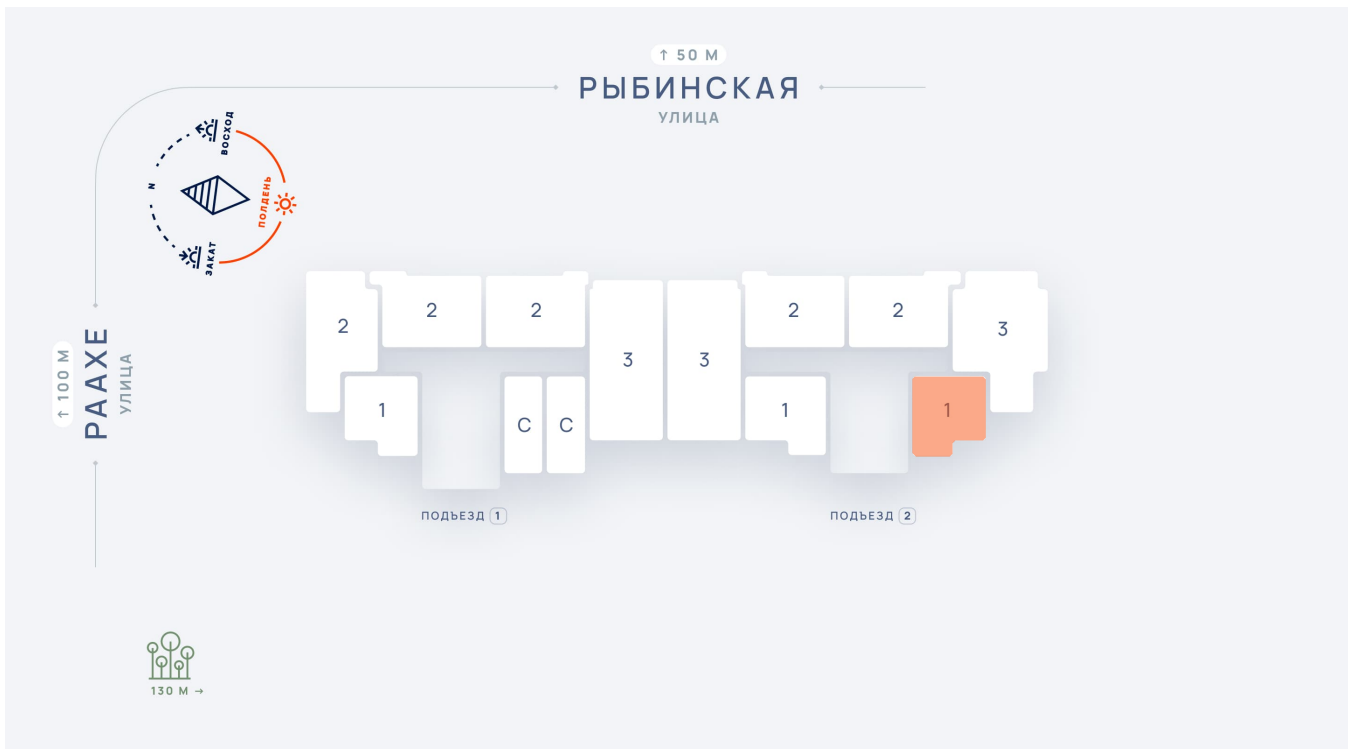 ↑ 50 М
РЫБИНСКАЯ
УЛИЦА
ВОСХОД
N
ПОЛДЕНЬ
ЗАКАТ
↑ 100 М
РААХЕ
УЛИЦА
2
2
2
3
3
2
2
3
1
С
С
1
1
ПОДЪЕЗД 1
ПОДЪЕЗД 2
130 М →